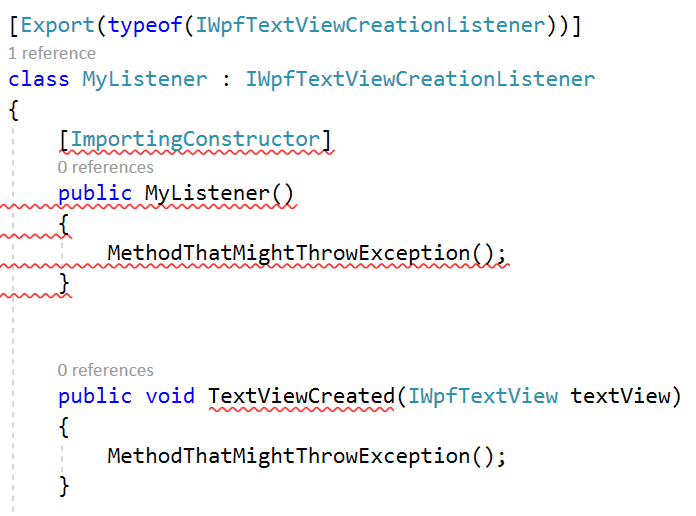 [Export(typeof(IWpfTextViewCreationListener))]
1 reference
class MyListener : IWpfTextViewCreationListener
{
[ImportingConstructor]
0 references
public MyListener()
{
MethodThatMightThrowException();
}
0 references
public void TextViewCreated(IWpfTextView textView)
{
MethodThatMightThrowException();
}